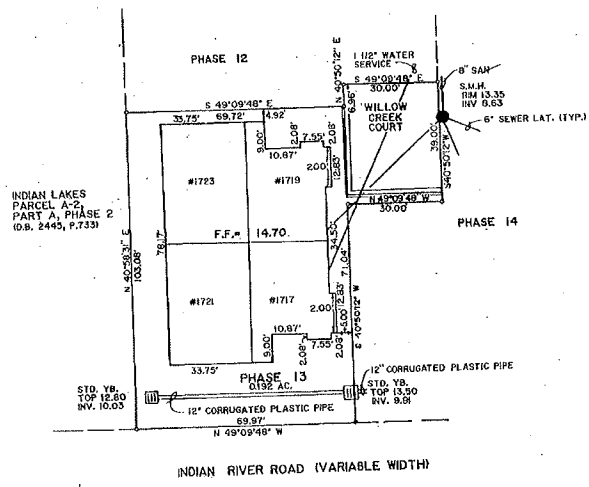 PHASE 12
N 40°50'12" E
1 1/2" WATER
SERVICE
S 49°09'48" E
30.00'
8" SAN
S.M.H.
RIM 13.35
INV 8.63
6" SEWER LAT. (TYP.)
6.96'
WILLOW
CREEK
COURT
39.00'
S40°50'12"W
N 49°09'48" W
30.00'
PHASE 14
S 49°09'48" E
69.72'
33.75'
4.92'
9.00'
10.87'
2.08'
7.55'
2.08'
2.00'
12.83'
#1723
#1719
INDIAN LAKES
PARCEL A-2,
PART A, PHASE 2
(D.B. 2445, P.733)
N 40°58'31" E
103.08'
78.17'
F.F.= 14.70
34.50'
71.04'
S 40°50'12" W
#1721
#1717
2.00'
12.83'
5.00'
10.87'
9.00'
2.08'
7.55'
2.08'
33.75'
PHASE 13
0.192 AC.
12" CORRUGATED PLASTIC PIPE
STD. YB.
TOP 13.50
INV. 9.91
STD. YB.
TOP 12.60
INV. 10.03
12" CORRUGATED PLASTIC PIPE
69.97'
N 49°09'48" W
INDIAN RIVER ROAD (VARIABLE WIDTH)